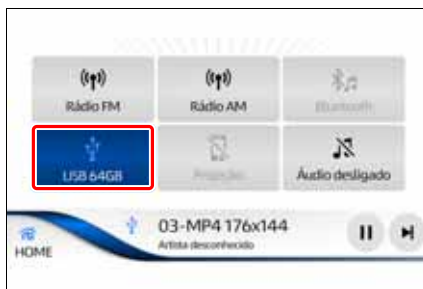 Rádio FM
Rádio AM
Bluetooth
USB 64GB
Projeção
Áudio desligado
03-MP4 176x144
Artista desconhecido
HOME